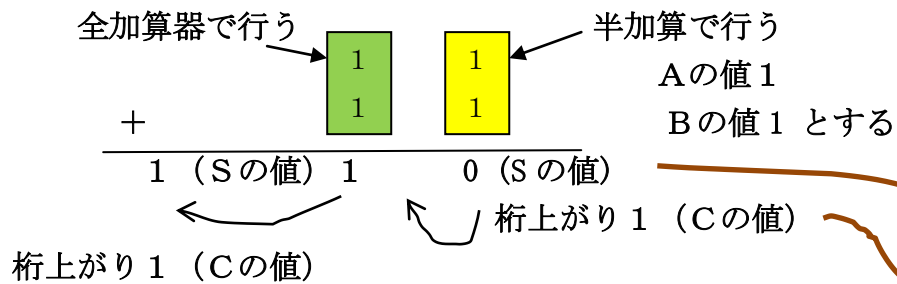 全加算器で行う 半加算で行う
1 1
Aの値1
1 1
+ Bの値1 とする
1 (Sの値) 1 0 (Sの値)
桁上がり1 (Cの値)
桁上がり1 (Cの値)